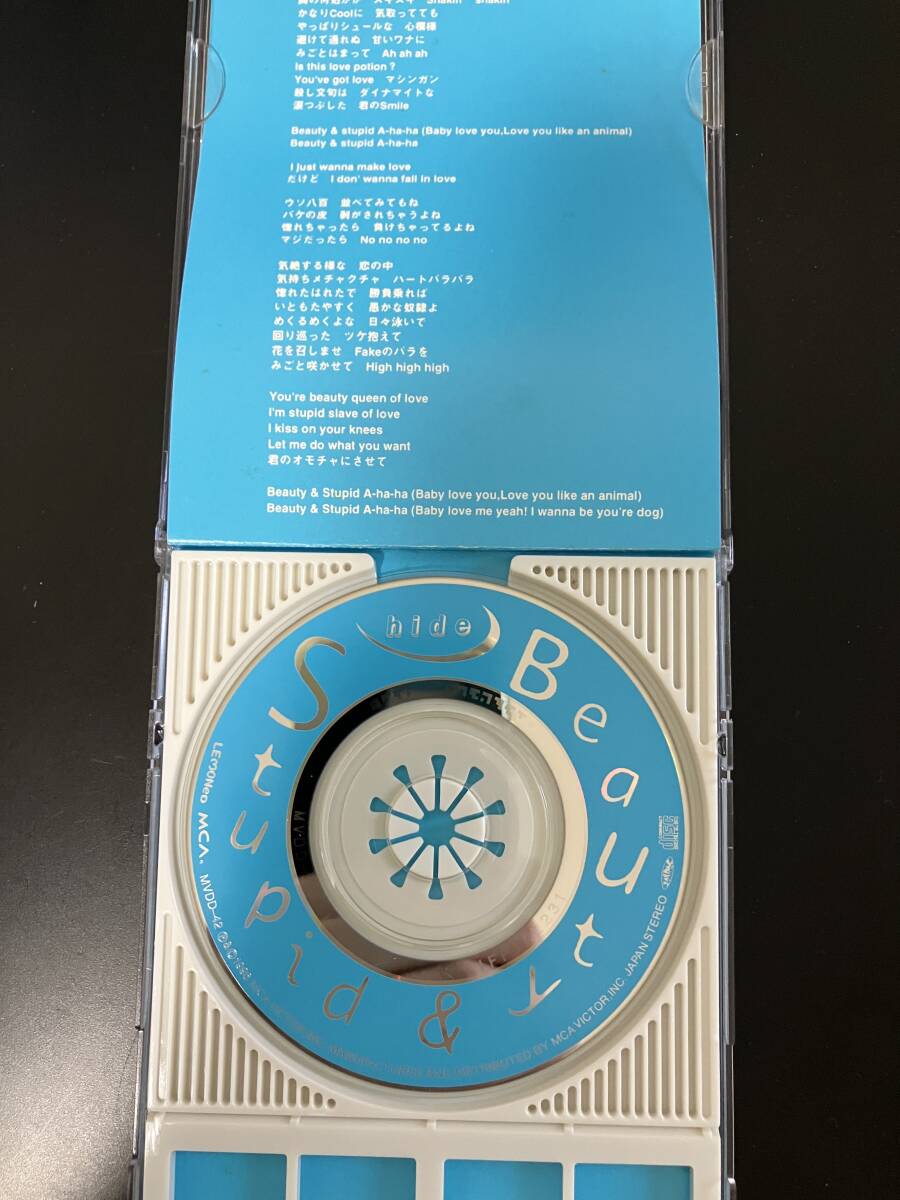 かなりCoolに 気取ってても
やっぱりシュールな 心模様
避けて通れぬ 甘いワナに
みごとはまって Ah ah ah
Is this love potion ?
You've got love マシンガン
殺し文句は ダイナマイトな
涙つぶした 君のSmile
Beauty & stupid A-ha-ha (Baby love you,Love you like an animal)
Beauty & stupid A-ha-ha
I just wanna make love
だけど I don' wanna fall in love
ウソ八百 並べてみてもね
バケの皮 剥がされちゃうよね
惚れちゃったら 負けちゃってるよね
マジだったら No no no no
気絶する様な 恋の中
気持ちメチャクチャ ハートバラバラ
惚れたはれたで 勝負乗れば
いともたやすく 愚かな奴隷よ
めくるめくよな 日々泳いで
回り巡った ツケ抱えて
花を召しませ Fakeのバラを
みごと咲かせて High high high
You're beauty queen of love
I'm stupid slave of love
I kiss on your knees
Let me do what you want
君のオモチャにさせて
Beauty & Stupid A-ha-ha (Baby love you,Love you like an animal)
Beauty & Stupid A-ha-ha (Baby love me yeah! I wanna be you're dog)
hide
Beauty & Stupid
LEMONeD MCA. MVDD-42 ℗&©1996
DISTRIBUTED BY MCA VICTOR,INC JAPAN STEREO
COMPACT disc
231